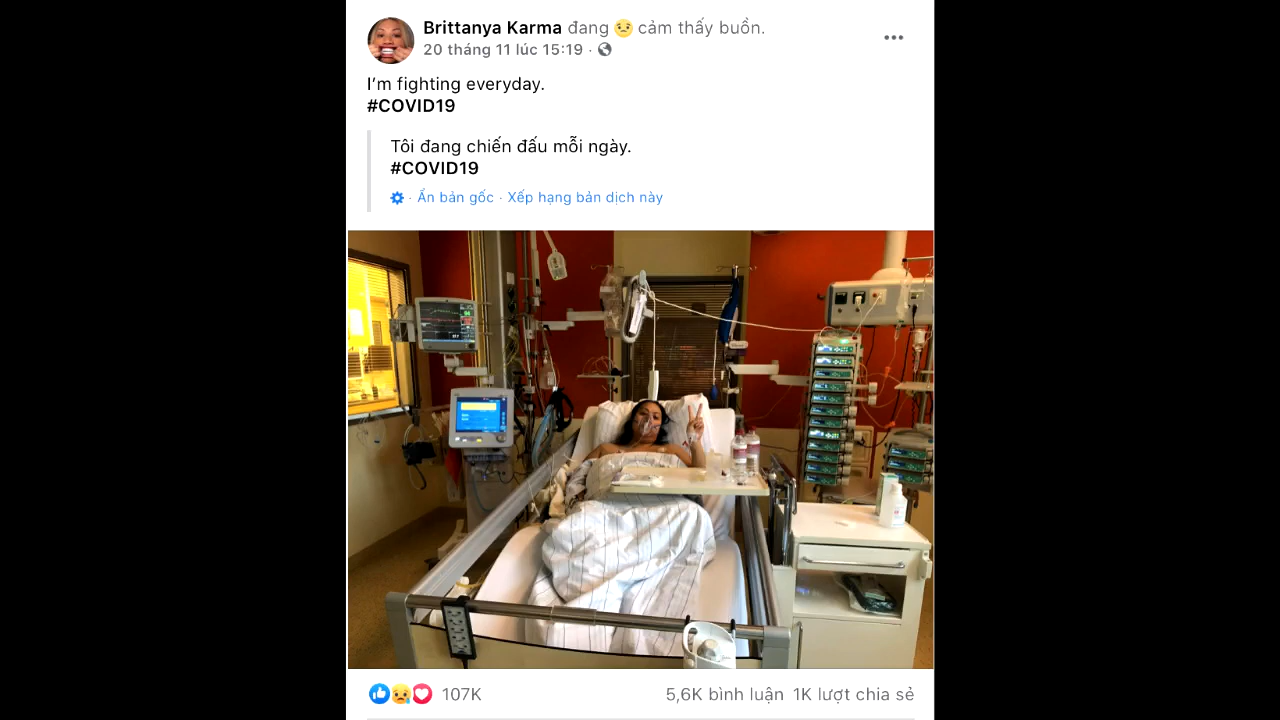 Brittanya Karma đang cảm thấy buồn.
20 tháng 11 lúc 15:19 ·
I'm fighting everyday.
#COVID19
Tôi đang chiến đấu mỗi ngày.
#COVID19
· Ẩn bản gốc · Xếp hạng bản dịch này
107K
5,6K bình luận 1K lượt chia sẻ